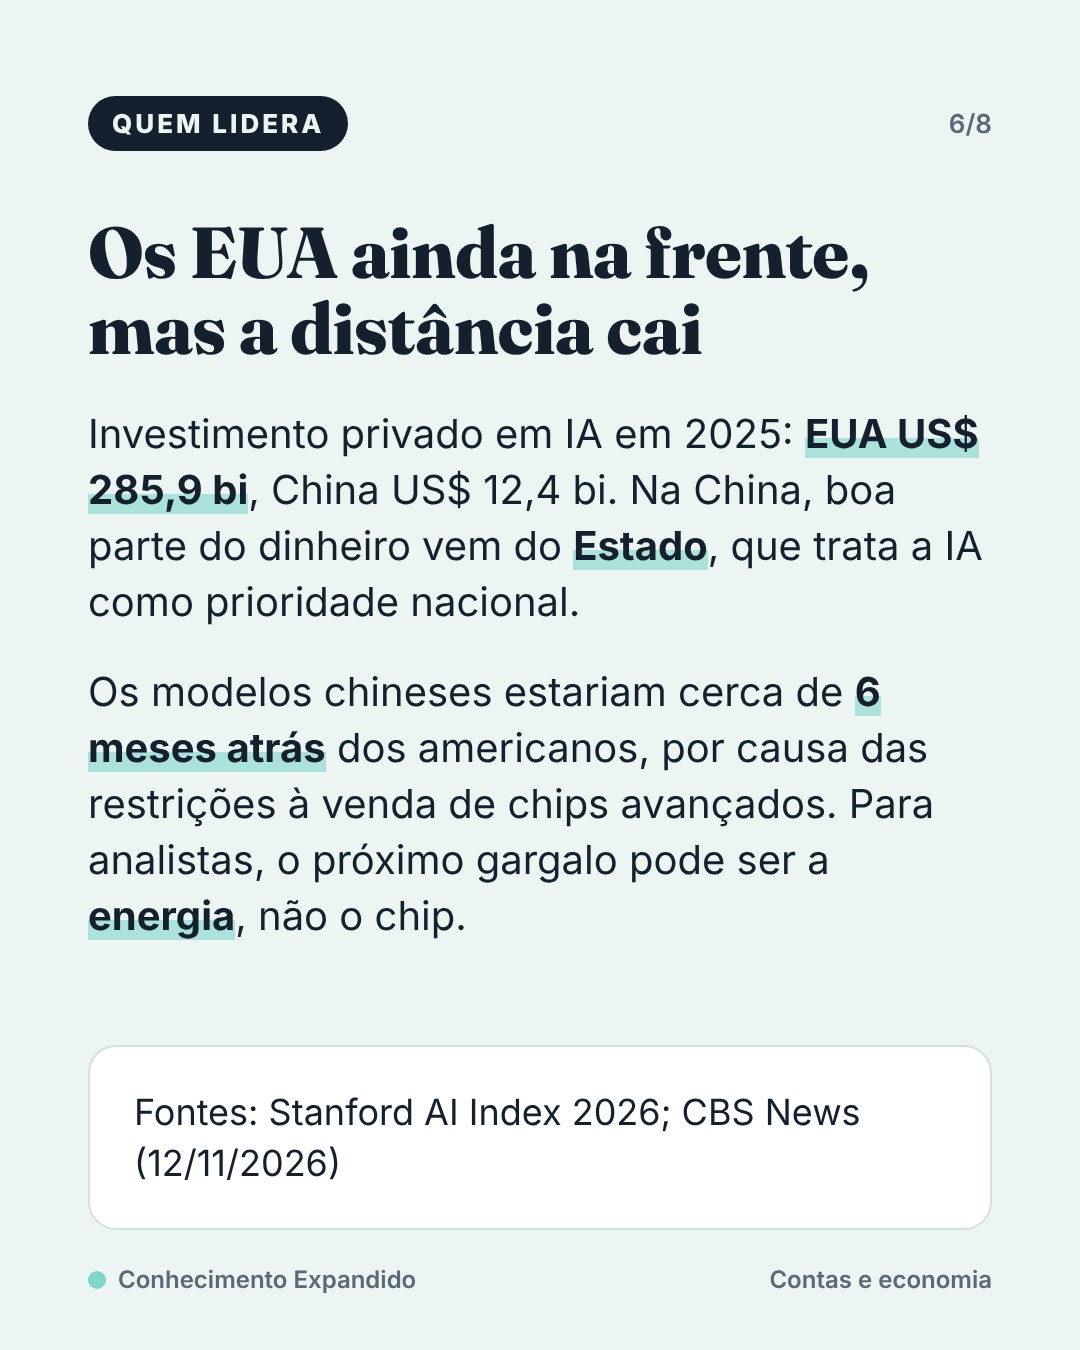 QUEM LIDERA
6/8
Os EUA ainda na frente,
mas a distância cai
Investimento privado em IA em 2025: EUA US$
285,9 bi, China US$ 12,4 bi. Na China, boa
parte do dinheiro vem do Estado, que trata a IA
como prioridade nacional.
Os modelos chineses estariam cerca de 6
meses atrás dos americanos, por causa das
restrições à venda de chips avançados. Para
analistas, o próximo gargalo pode ser a
energia, não o chip.
Fontes: Stanford AI Index 2026; CBS News
(12/11/2026)
Conhecimento Expandido
Contas e economia